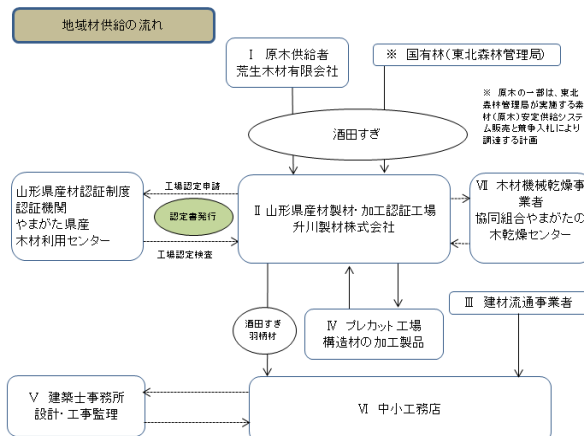 地域材供給の流れ
Ⅰ 原木供給者
荒生木材有限会社
※ 国有林(東北森林管理局)
※ 原木の一部は、東北
森林管理局が実施する素
材(原木)安定供給システ
ム販売と競争入札により
調達する計画
酒田すぎ
山形県産材認証制度
認証機関
やまがた県産
木材利用センター
工場認定申請
認定書発行
工場認定検査
Ⅱ 山形県産材製材・加工認証工場
升川製材株式会社
Ⅶ 木材機械乾燥事
業者
協同組合やまがたの
木乾燥センター
酒田すぎ
羽柄材
Ⅳ プレカット工場
構造材の加工製品
Ⅲ 建材流通事業者
Ⅴ 建築士事務所
設計・工事監理
Ⅵ 中小工務店